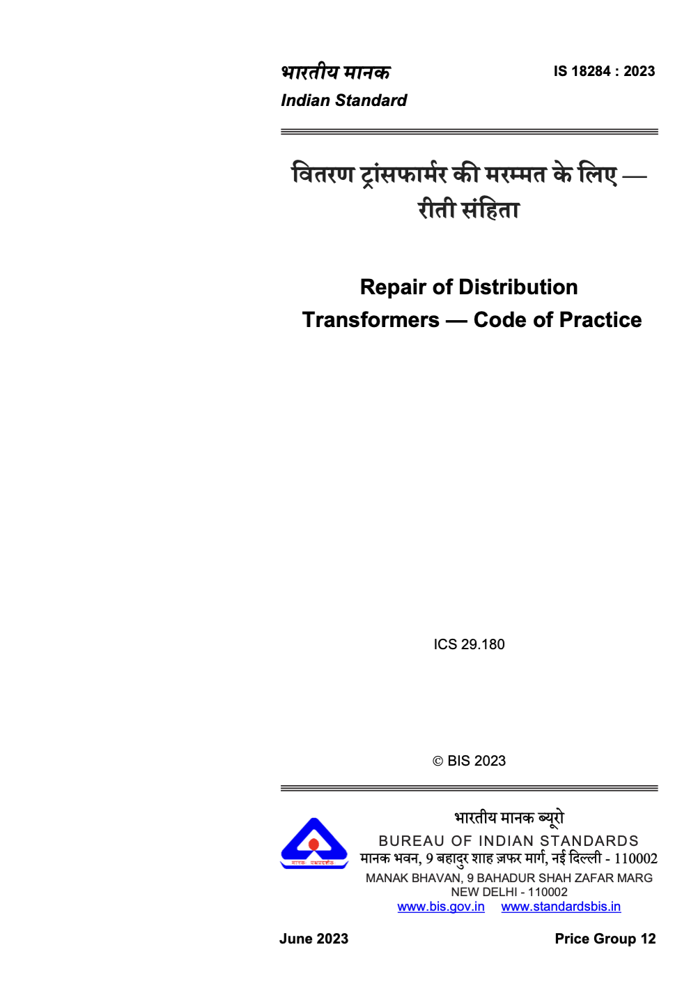 भारतीय मानक
IS 18284 : 2023
Indian Standard
वितरण ट्रांसफार्मर की मरम्मत के लिए —
रीती संहिता
Repair of Distribution
Transformers — Code of Practice
ICS 29.180
© BIS 2023
भारतीय मानक ब्यूरो
BUREAU OF INDIAN STANDARDS
मानक भवन, 9 बहादुर शाह ज़फर मार्ग, नई दिल्ली - 110002
MANAK BHAVAN, 9 BAHADUR SHAH ZAFAR MARG
NEW DELHI - 110002
www.bis.gov.in www.standardsbis.in
मानकः पथप्रदर्शकः
June 2023
Price Group 12